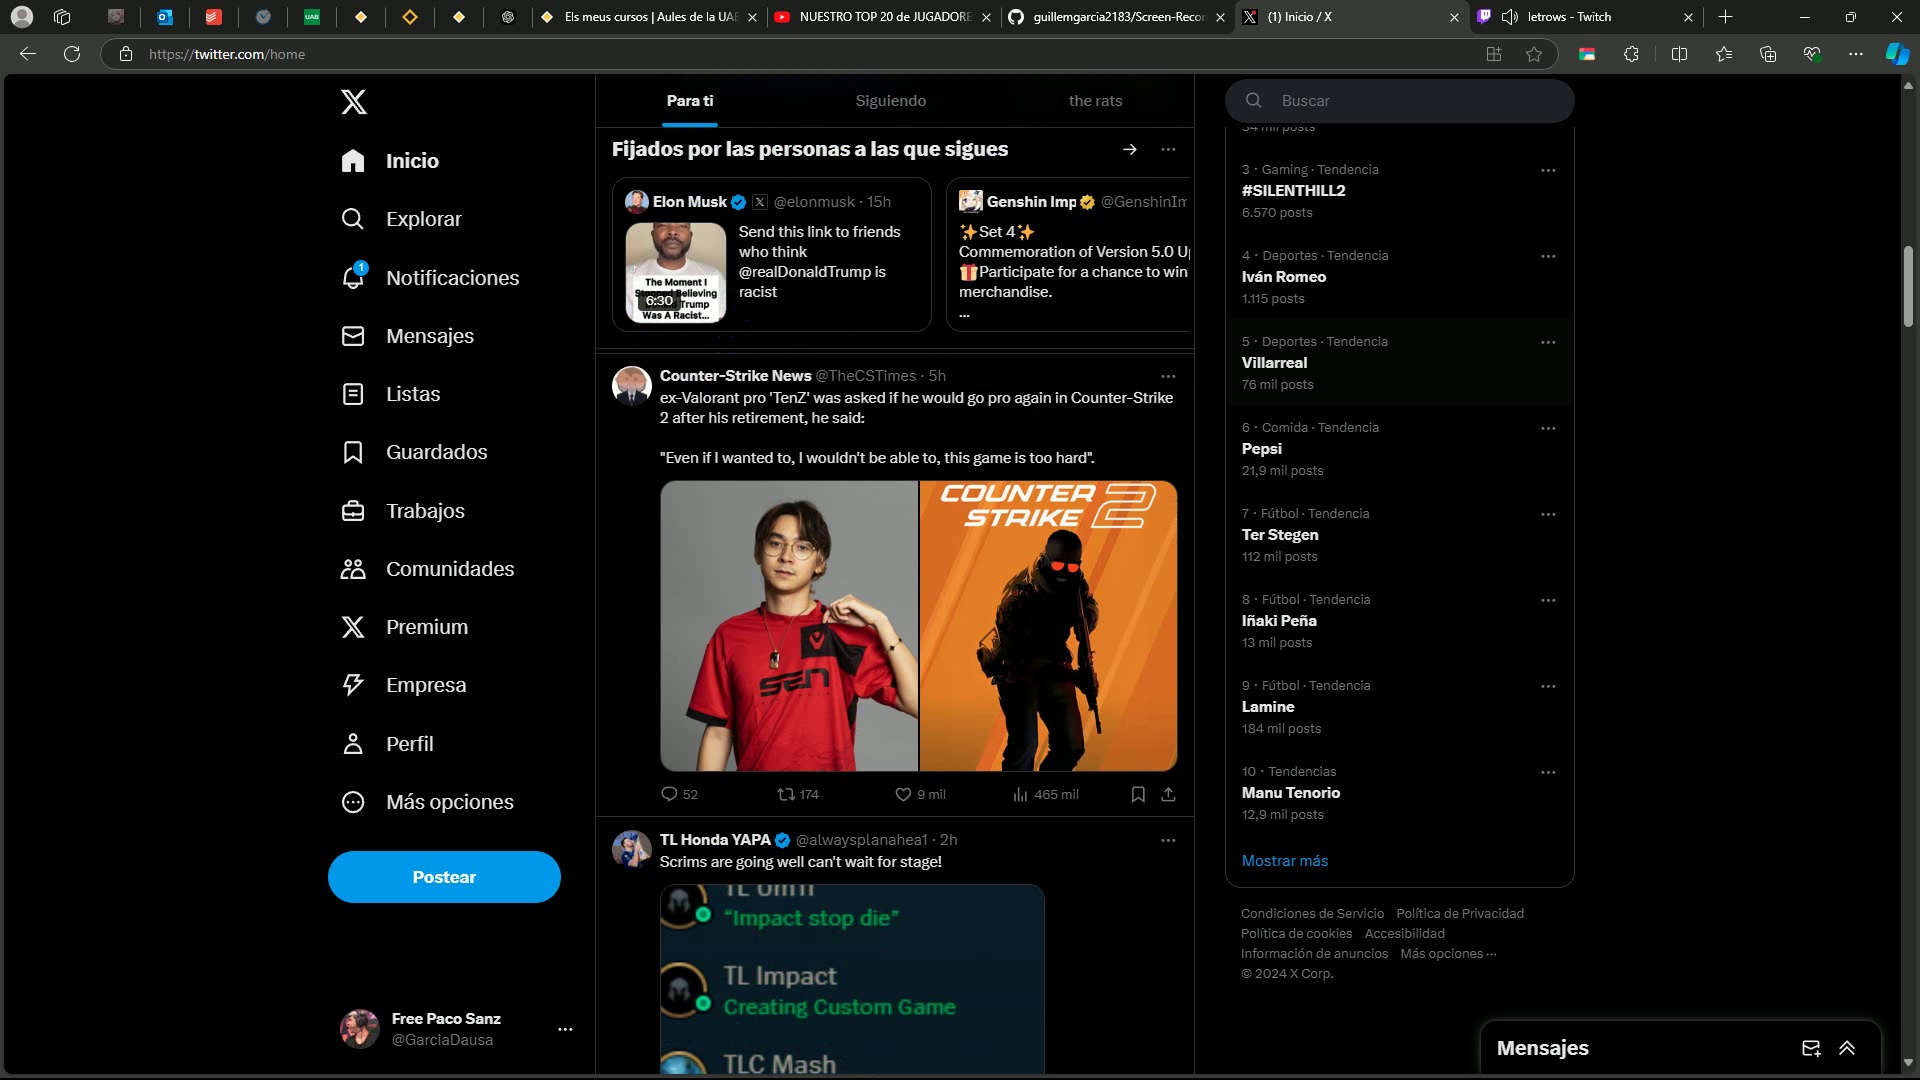 UAB
Els meus cursos | Aules de la UAB
NUESTRO TOP 20 de JUGADORE
guillemgarcia2183/Screen-Recor
(1) Inicio / X
letrows - Twitch
https://twitter.com/home
Inicio
Explorar
1
Notificaciones
Mensajes
Listas
Guardados
Trabajos
Comunidades
Premium
Empresa
Perfil
Más opciones
Postear
Free Paco Sanz
@GarciaDausa
Para ti
Siguiendo
the rats
Fijados por las personas a las que sigues
Elon Musk @elonmusk · 15h
Send this link to friends
who think
@realDonaldTrump is
racist
The Moment I
Stopped Believing
Trump
Was A Racist...
6:30
Genshin Imp @GenshinIm
✨Set 4✨
Commemoration of Version 5.0 U
🎁Participate for a chance to win
merchandise.
...
Counter-Strike News @TheCSTimes · 5h
ex-Valorant pro 'TenZ' was asked if he would go pro again in Counter-Strike
2 after his retirement, he said:
"Even if I wanted to, I wouldn't be able to, this game is too hard".
SEN
COUNTER
STRIKE 2
52
174
9 mil
465 mil
TL Honda YAPA @alwaysplanahea1 · 2h
Scrims are going well can't wait for stage!
TL UmTi
“Impact stop die”
TL Impact
Creating Custom Game
TLC Mash
Buscar
34 mil posts
3 · Gaming · Tendencia
#SILENTHILL2
6.570 posts
4 · Deportes · Tendencia
Iván Romeo
1.115 posts
5 · Deportes · Tendencia
Villarreal
76 mil posts
6 · Comida · Tendencia
Pepsi
21,9 mil posts
7 · Fútbol · Tendencia
Ter Stegen
112 mil posts
8 · Fútbol · Tendencia
Iñaki Peña
13 mil posts
9 · Fútbol · Tendencia
Lamine
184 mil posts
10 · Tendencias
Manu Tenorio
12,9 mil posts
Mostrar más
Condiciones de Servicio Política de Privacidad
Política de cookies Accesibilidad
Información de anuncios Más opciones ···
© 2024 X Corp.
Mensajes